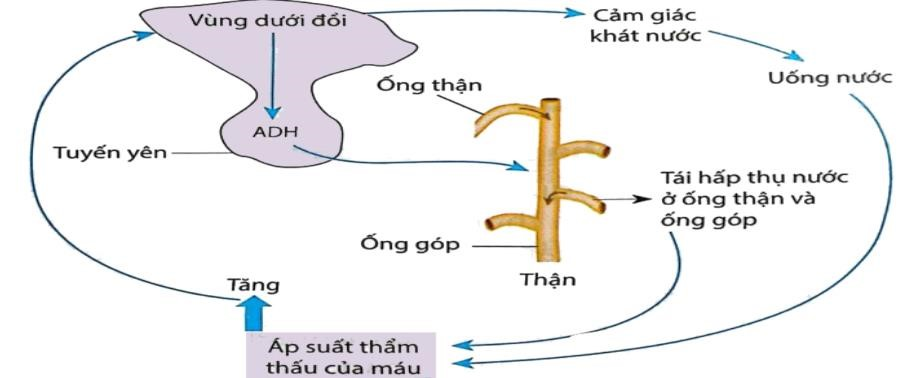 Vùng dưới đồi
Cảm giác
khát nước
Uống nước
Ống thận
ADH
Tuyến yên
Tái hấp thụ nước
ở ống thận và
ống góp
Ống góp
Thận
Tăng
Áp suất thẩm
thấu của máu